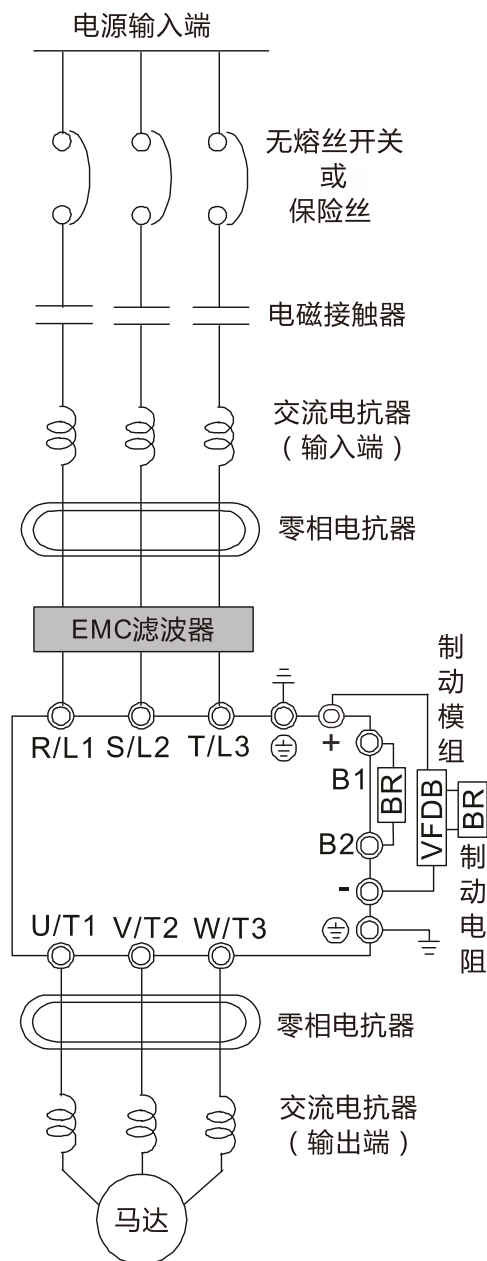 电源输入端
无熔丝开关
或
保险丝
电磁接触器
交流电抗器
（输入端）
零相电抗器
EMC滤波器
制动模组
R/L1 S/L2 T/L3
+
B1
BR
VFDB
BR
B2
制动电阻
-
U/T1 V/T2 W/T3
零相电抗器
交流电抗器
（输出端）
马达